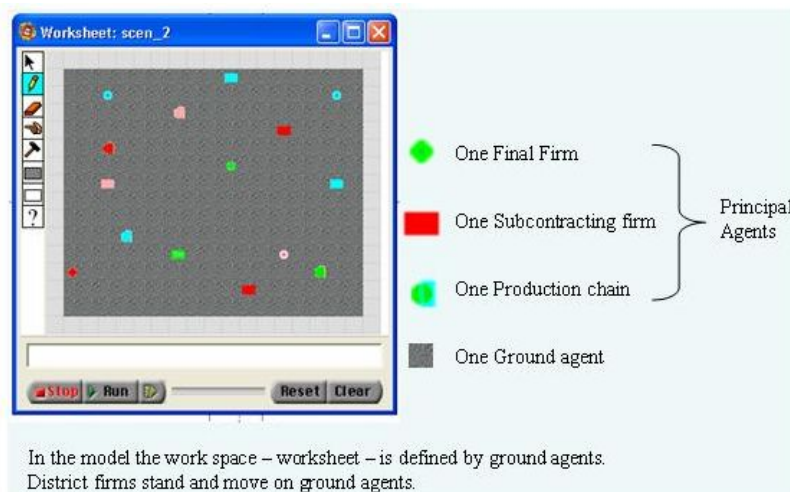 Worksheet: scen_2
?
One Final Firm
One Subcontracting firm
Principal
Agents
One Production chain
One Ground agent
Stop
Run
Reset
Clear
In the model the work space – worksheet – is defined by ground agents.
District firms stand and move on ground agents.